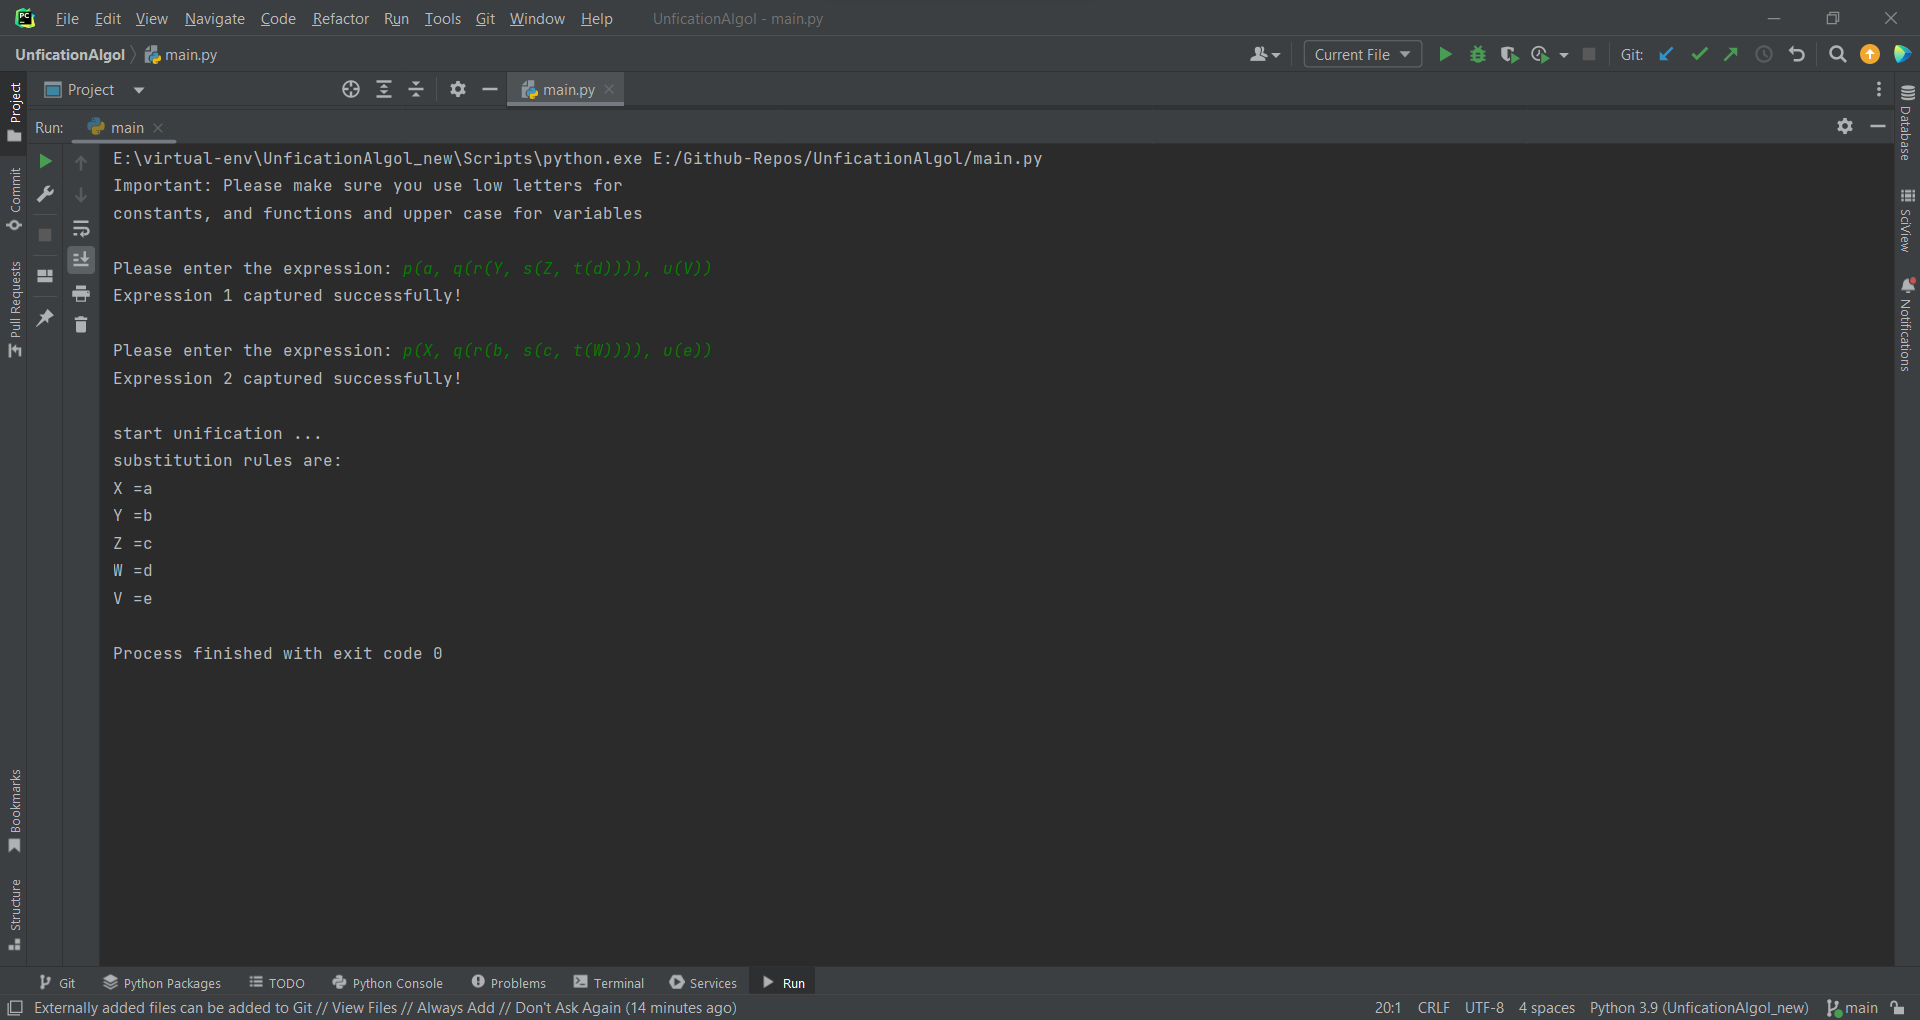 File Edit View Navigate Code Refactor Run Tools Git Window Help UnficationAlgol - main.py
UnficationAlgol main.py Current File Git:
Project main.py
Run: main
E:\virtual-env\UnficationAlgol_new\Scripts\python.exe E:/Github-Repos/UnficationAlgol/main.py
Important: Please make sure you use low letters for
constants, and functions and upper case for variables
Please enter the expression: p(a, q(r(Y, s(Z, t(d)))), u(V))
Expression 1 captured successfully!
Please enter the expression: p(X, q(r(b, s(c, t(W)))), u(e))
Expression 2 captured successfully!
start unification ...
substitution rules are:
X =a
Y =b
Z =c
W =d
V =e
Process finished with exit code 0
Project
Commit
Pull Requests
Bookmarks
Structure
Database
SciView
Notifications
Git Python Packages TODO Python Console Problems Terminal Services Run
Externally added files can be added to Git // View Files // Always Add // Don't Ask Again (14 minutes ago) 20:1 CRLF UTF-8 4 spaces Python 3.9 (UnficationAlgol_new) main